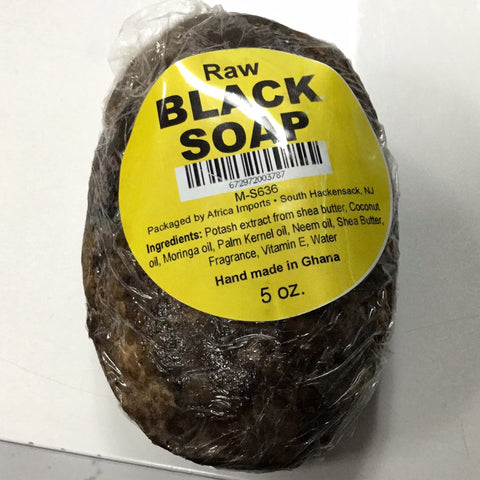 Raw
BLACK
SOAP
672972003787
M-S636
Packaged by Africa Imports • South Hackensack, NJ
Ingredients: Potash extract from shea butter, Coconut
oil, Moringa oil, Palm Kernel oil, Neem oil, Shea Butter,
Fragrance, Vitamin E, Water
Hand made in Ghana
5 oz.